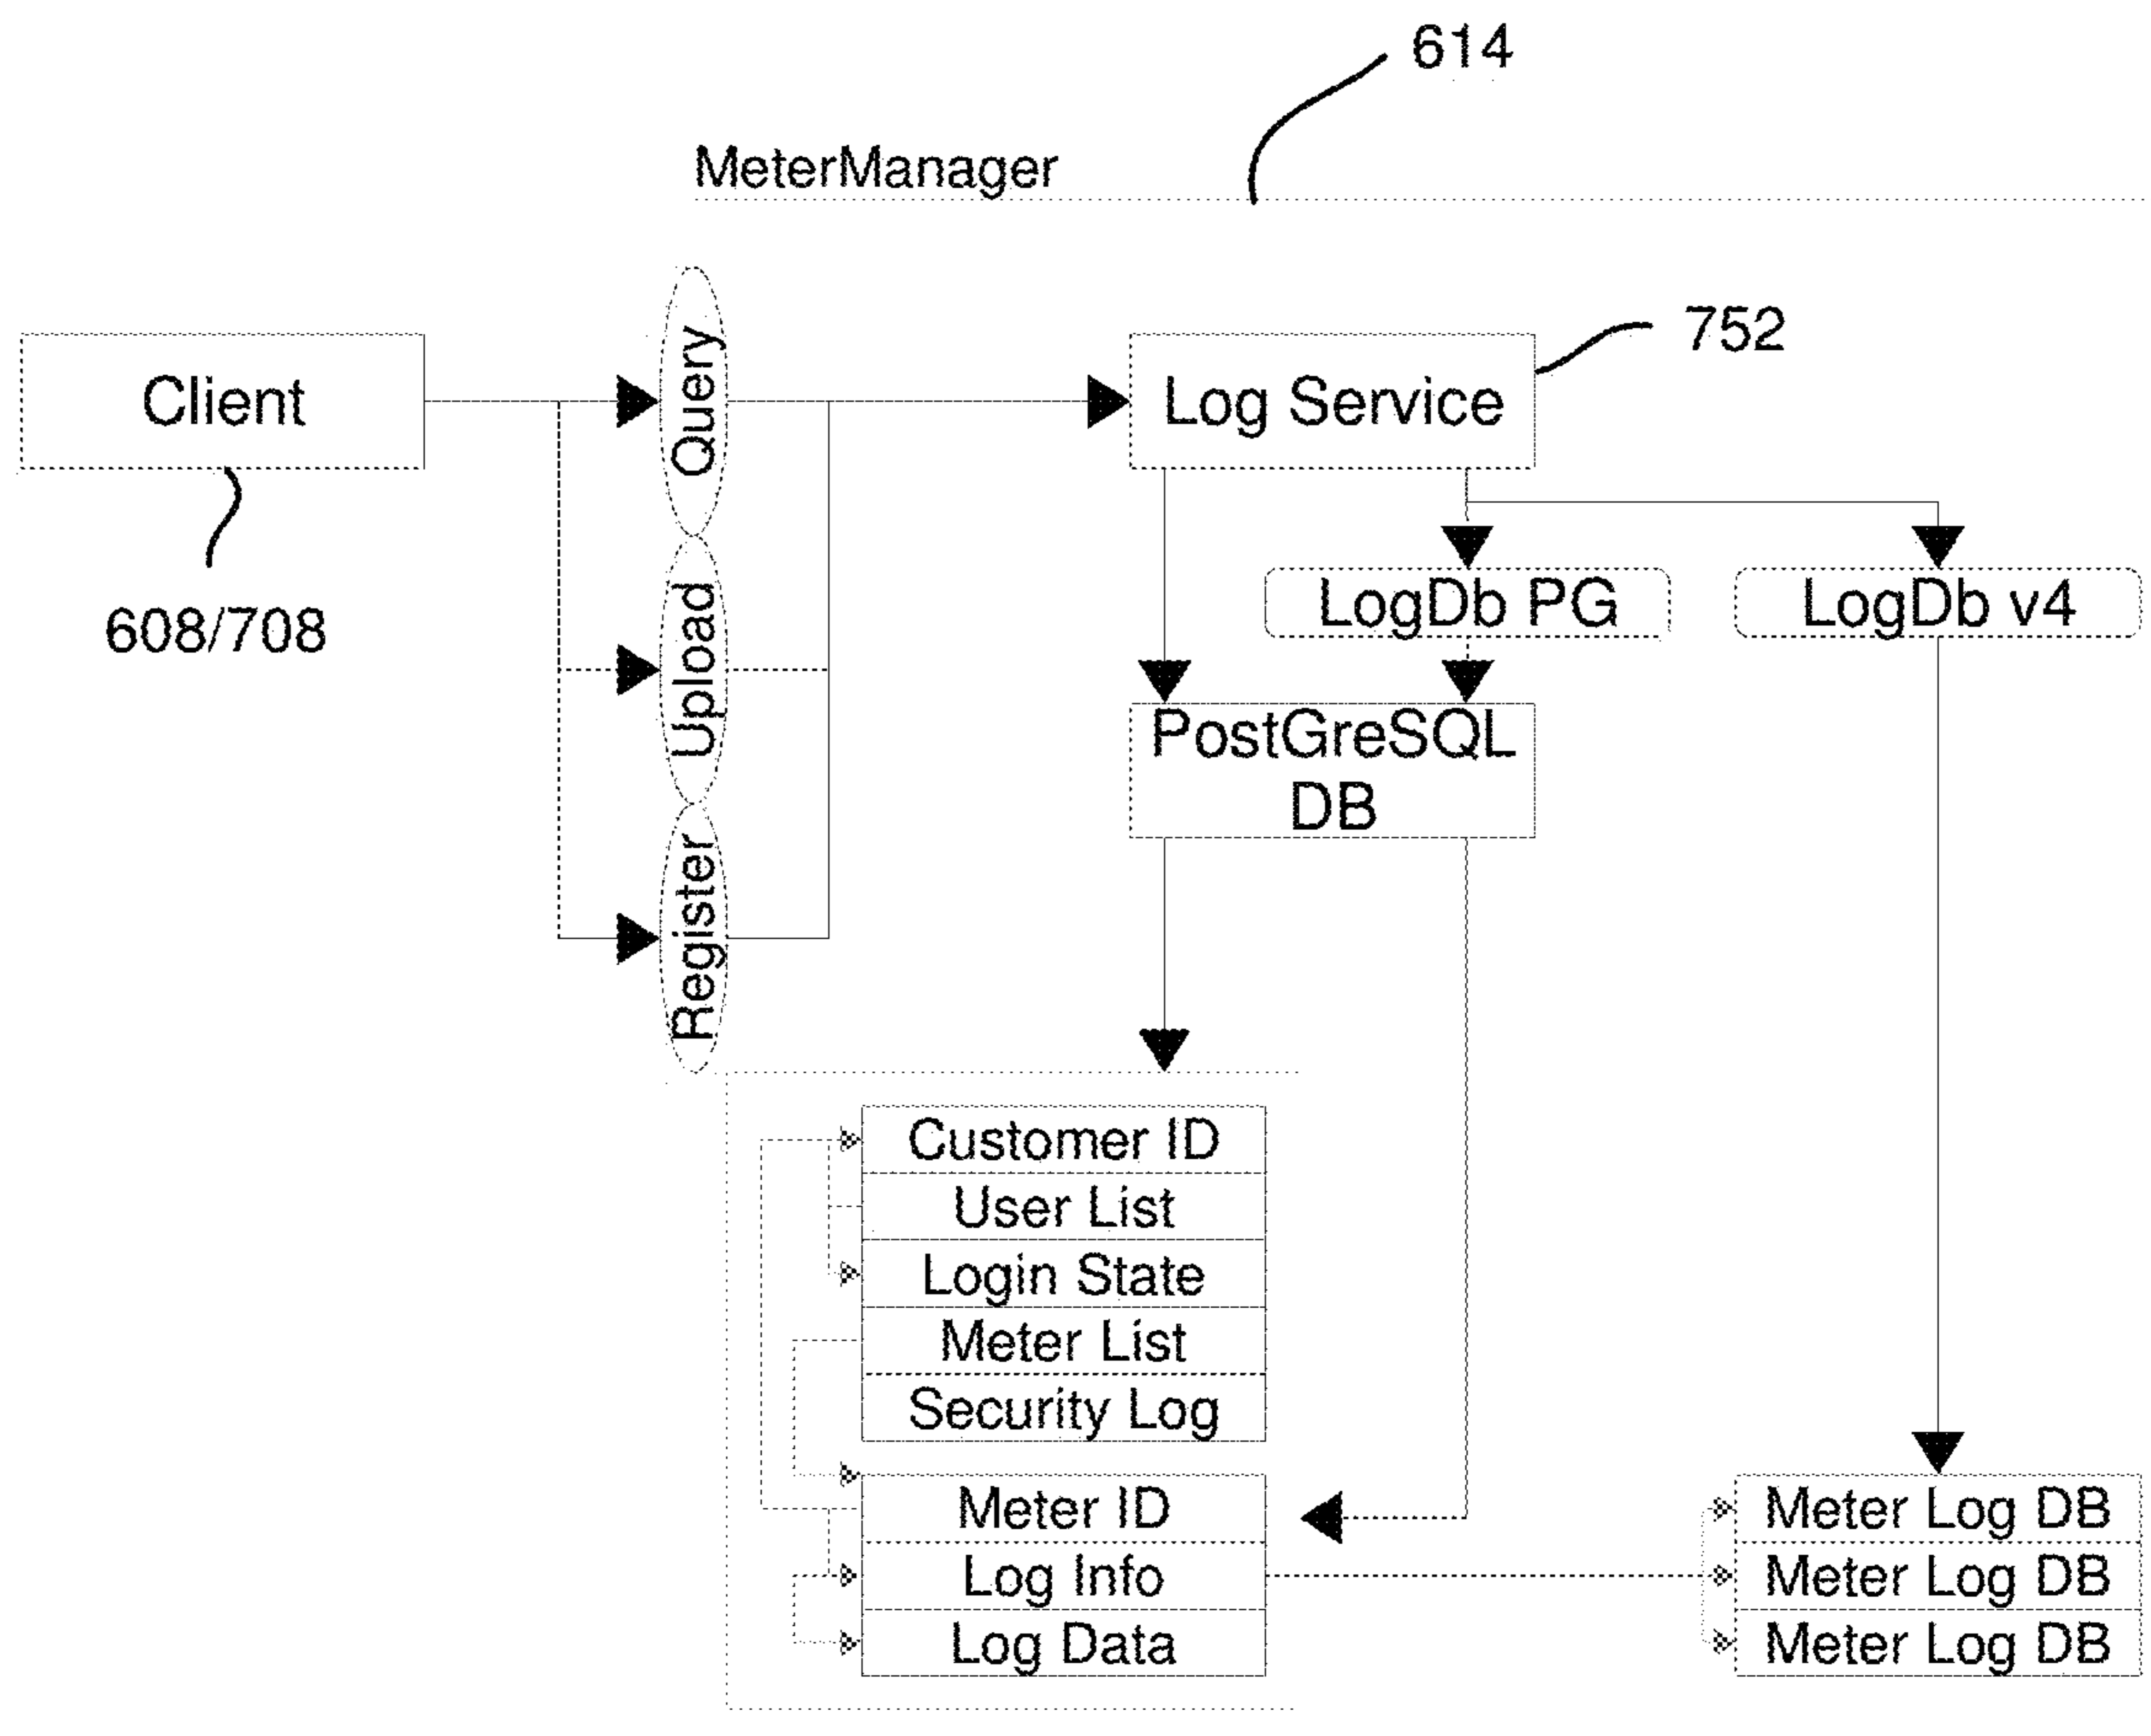 614
MeterManager
752
Client
Query
Log Service
608/708
Upload
LogDb PG
LogDb v4
PostGreSQL
DB
Register
Customer ID
User List
Login State
Meter List
Security Log
Meter ID
Log Info
Log Data
Meter Log DB
Meter Log DB
Meter Log DB